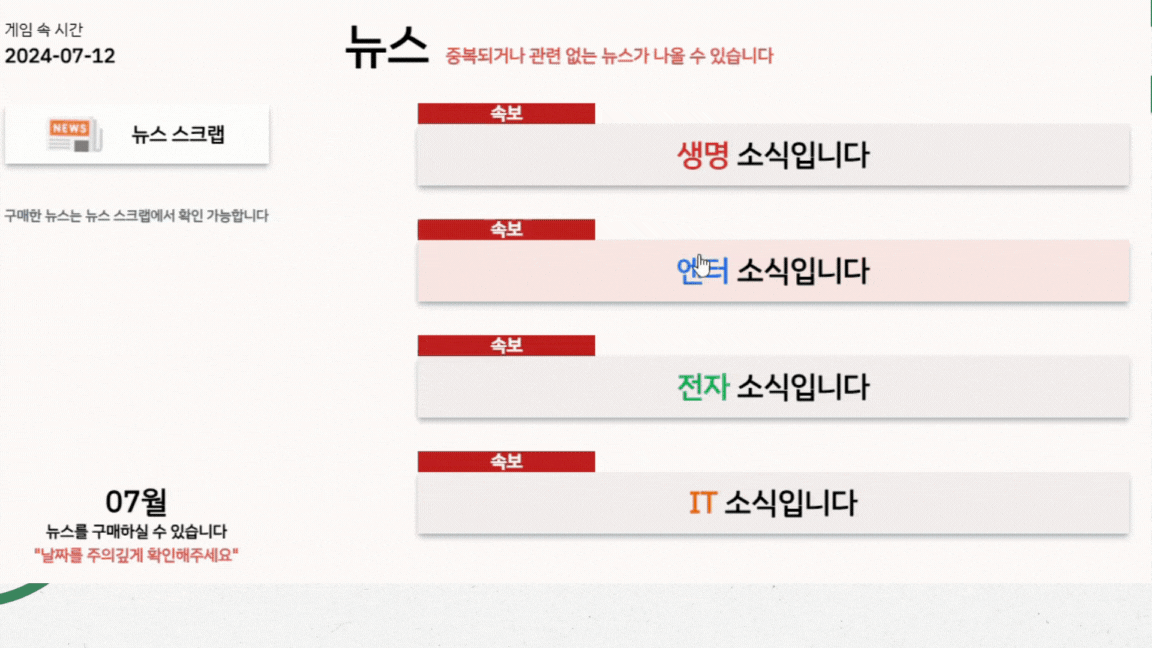 게임 속 시간
2024-07-12
NEWS
뉴스 스크랩
구매한 뉴스는 뉴스 스크랩에서 확인 가능합니다
07월
뉴스를 구매하실 수 있습니다
"날짜를 주의깊게 확인해주세요"
뉴스 중복되거나 관련 없는 뉴스가 나올 수 있습니다
속보
생명 소식입니다
속보
엔터 소식입니다
속보
전자 소식입니다
속보
IT 소식입니다